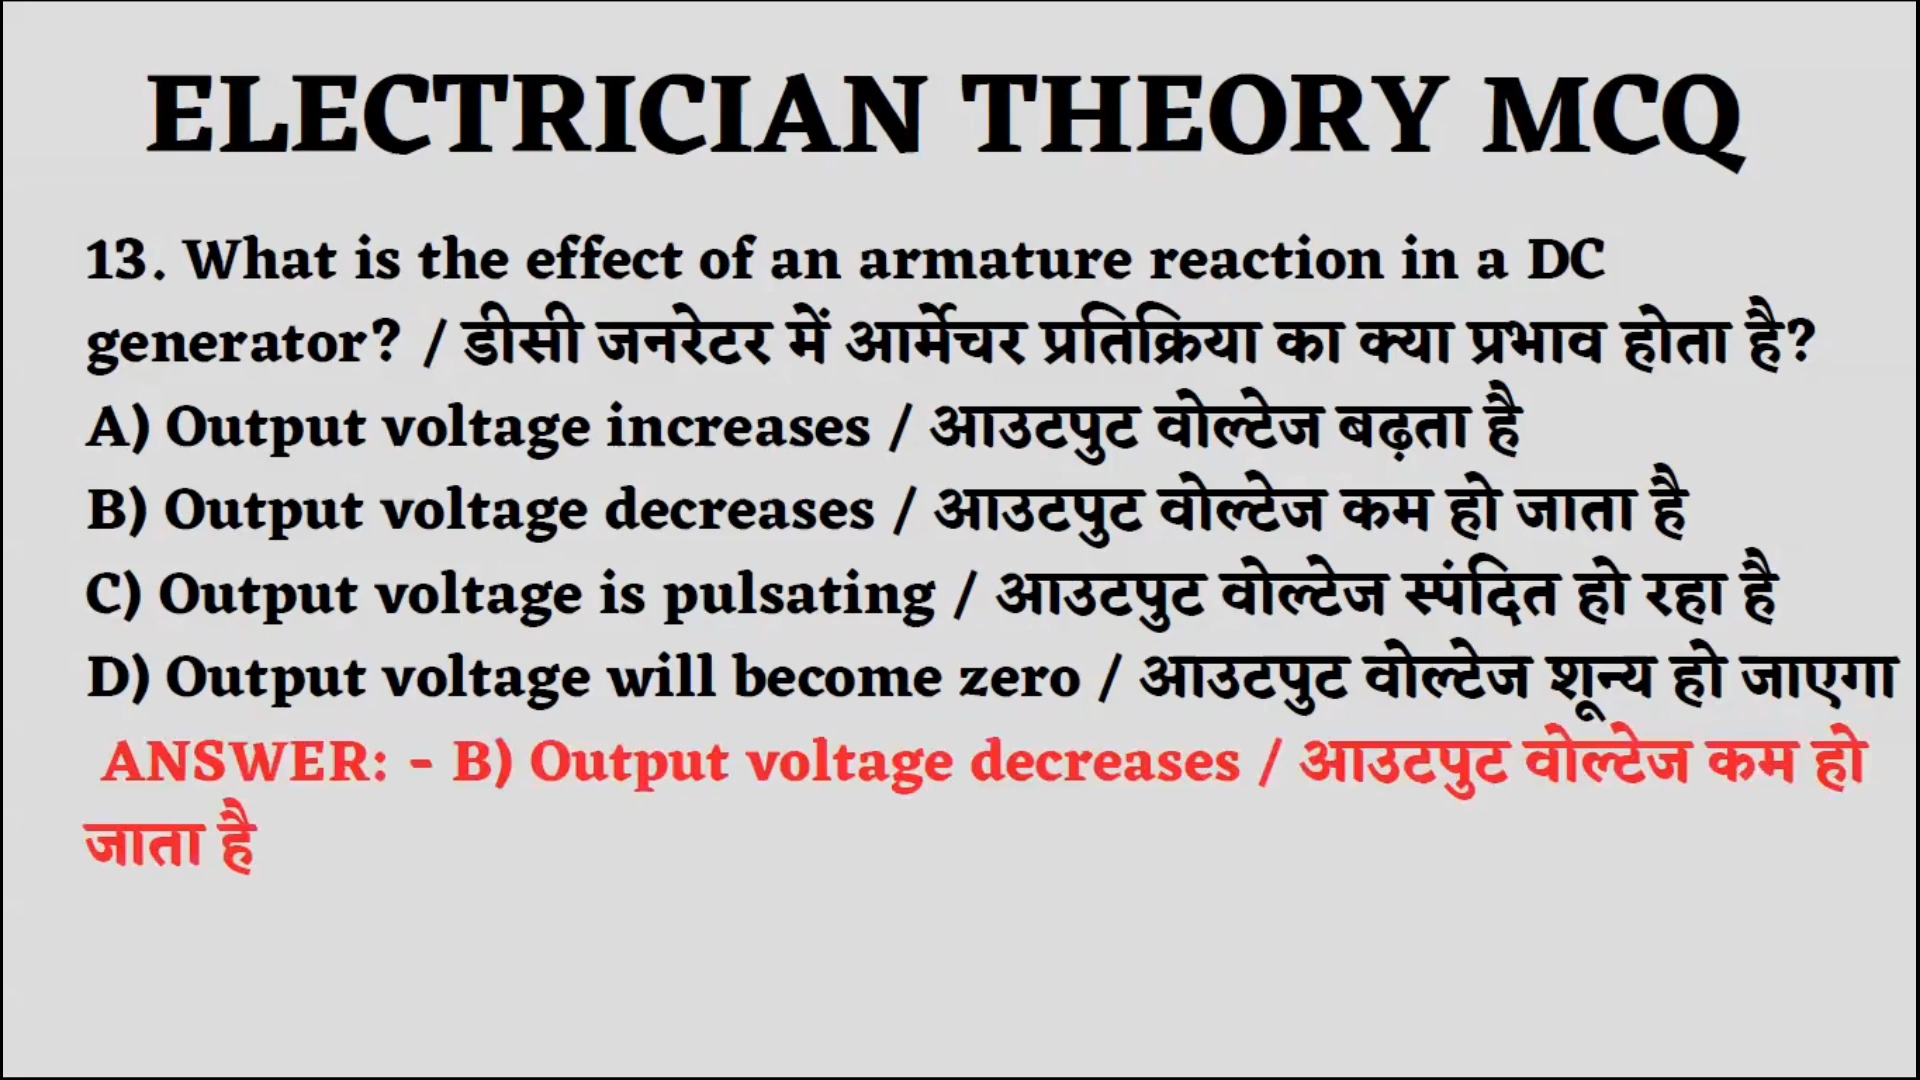 ELECTRICIAN THEORY MCQ
13. What is the effect of an armature reaction in a DC
generator? / डीसी जनरेटर में आर्मेचर प्रतिक्रिया का क्या प्रभाव होता है?
A) Output voltage increases / आउटपुट वोल्टेज बढ़ता है
B) Output voltage decreases / आउटपुट वोल्टेज कम हो जाता है
C) Output voltage is pulsating / आउटपुट वोल्टेज स्पंदित हो रहा है
D) Output voltage will become zero / आउटपुट वोल्टेज शून्य हो जाएगा
ANSWER: - B) Output voltage decreases / आउटपुट वोल्टेज कम हो
जाता है